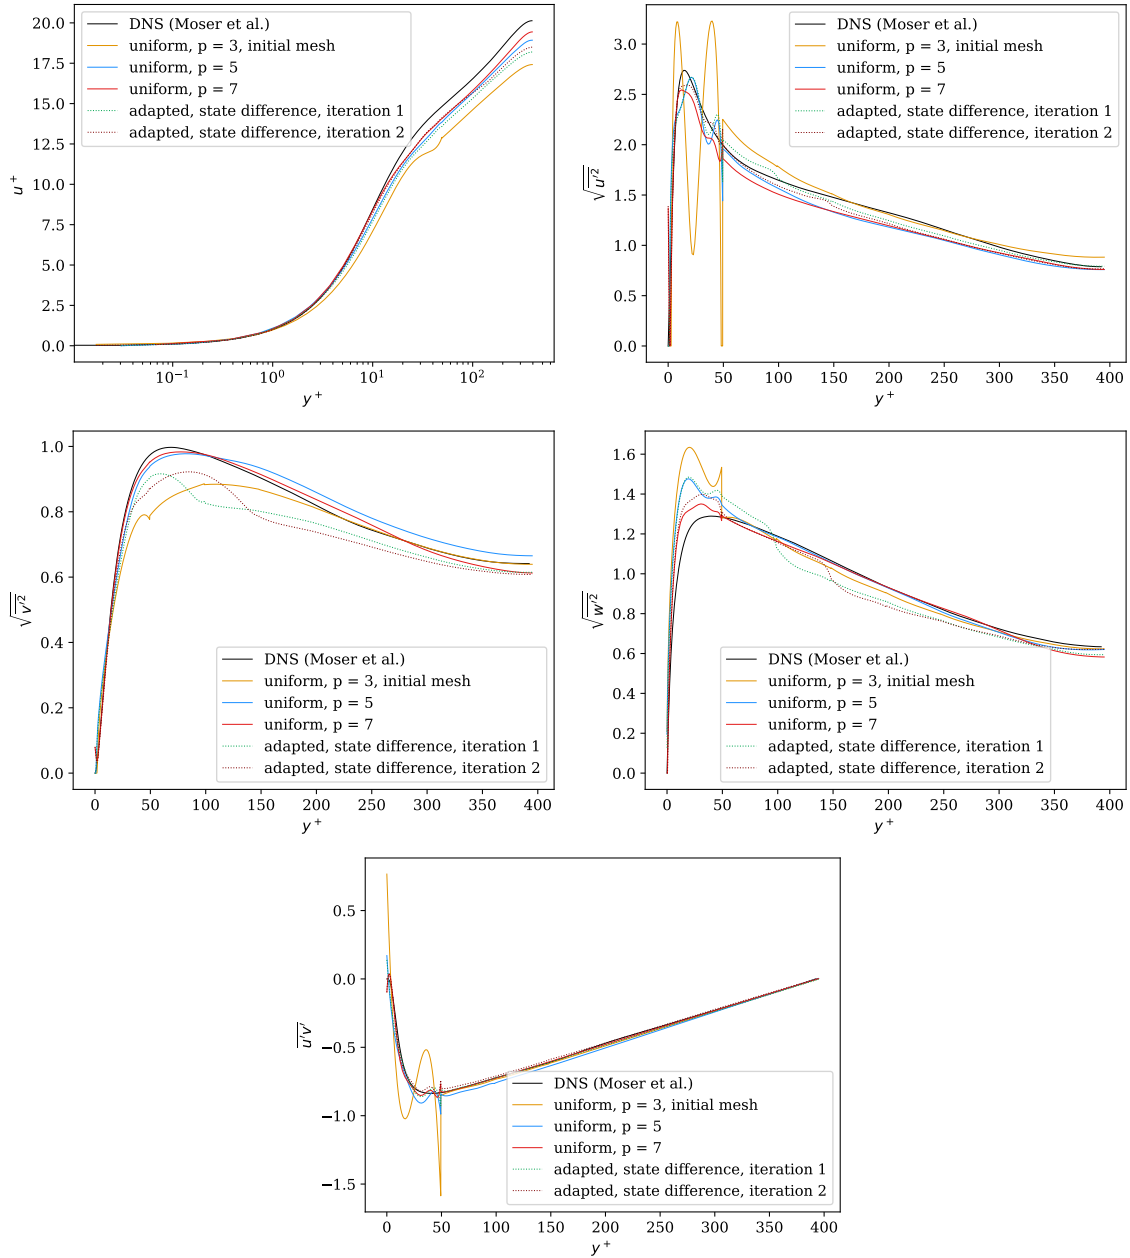 20.0
17.5
15.0
12.5
10.0
7.5
5.0
2.5
0.0
u⁺
10⁻¹ 10⁰ 10¹ 10²
y⁺
DNS (Moser et al.)
uniform, p = 3, initial mesh
uniform, p = 5
uniform, p = 7
adapted, state difference, iteration 1
adapted, state difference, iteration 2
3.0
2.5
2.0
1.5
1.0
0.5
0.0
√u′²
0 50 100 150 200 250 300 350 400
y⁺
DNS (Moser et al.)
uniform, p = 3, initial mesh
uniform, p = 5
uniform, p = 7
adapted, state difference, iteration 1
adapted, state difference, iteration 2
1.0
0.8
0.6
0.4
0.2
0.0
√v′²
0 50 100 150 200 250 300 350 400
y⁺
DNS (Moser et al.)
uniform, p = 3, initial mesh
uniform, p = 5
uniform, p = 7
adapted, state difference, iteration 1
adapted, state difference, iteration 2
1.6
1.4
1.2
1.0
0.8
0.6
0.4
0.2
0.0
√w′²
0 50 100 150 200 250 300 350 400
y⁺
DNS (Moser et al.)
uniform, p = 3, initial mesh
uniform, p = 5
uniform, p = 7
adapted, state difference, iteration 1
adapted, state difference, iteration 2
0.5
0.0
−0.5
−1.0
−1.5
u′v′
0 50 100 150 200 250 300 350 400
y⁺
DNS (Moser et al.)
uniform, p = 3, initial mesh
uniform, p = 5
uniform, p = 7
adapted, state difference, iteration 1
adapted, state difference, iteration 2